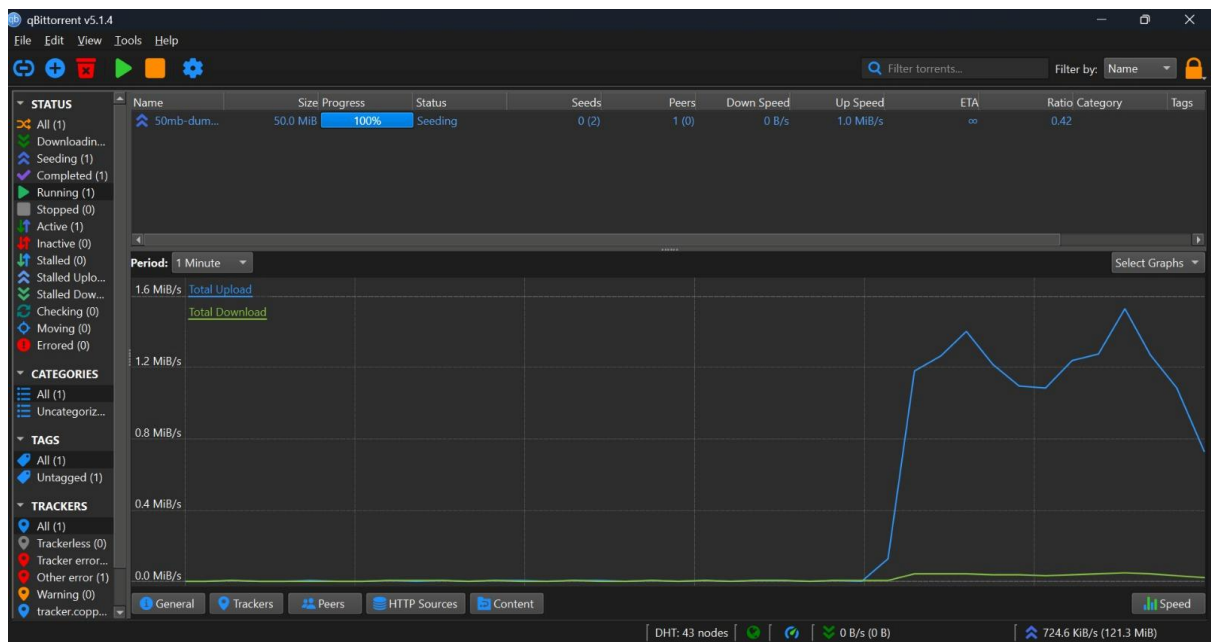 qBittorrent v5.1.4
File Edit View Tools Help
Filter torrents...
Filter by: Name
STATUS
All (1)
Downloadin...
Seeding (1)
Completed (1)
Running (1)
Stopped (0)
Active (1)
Inactive (0)
Stalled (0)
Stalled Uplo...
Stalled Dow...
Checking (0)
Moving (0)
Errored (0)
CATEGORIES
All (1)
Uncategoriz...
TAGS
All (1)
Untagged (1)
TRACKERS
All (1)
Trackerless (0)
Tracker error...
Other error (1)
Warning (0)
tracker.copp...
Name Size Progress Status Seeds Peers Down Speed Up Speed ETA Ratio Category Tags
50mb-dum... 50.0 MiB 100% Seeding 0 (2) 1 (0) 0 B/s 1.0 MiB/s ∞ 0.42
Period: 1 Minute
Select Graphs
1.6 MiB/s Total Upload
Total Download
1.2 MiB/s
0.8 MiB/s
0.4 MiB/s
0.0 MiB/s
General Trackers Peers HTTP Sources Content Speed
DHT: 43 nodes 0 B/s (0 B) 724.6 KiB/s (121.3 MiB)